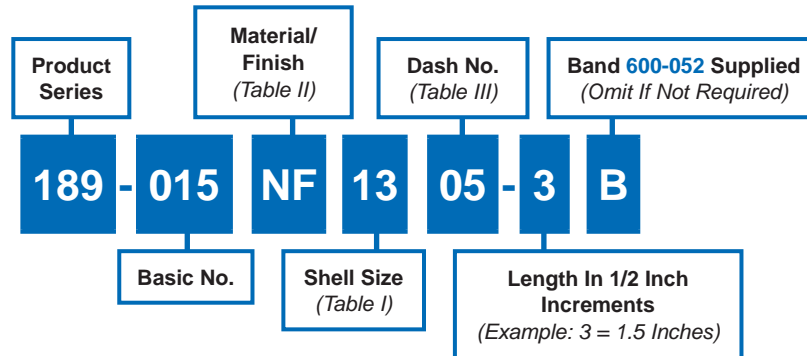 Product
Series
Material/
Finish
(Table II)
Dash No.
(Table III)
Band 600-052 Supplied
(Omit If Not Required)
189 - 015 NF 13 05 - 3 B
Basic No.
Shell Size
(Table I)
Length In 1/2 Inch
Increments
(Example: 3 = 1.5 Inches)